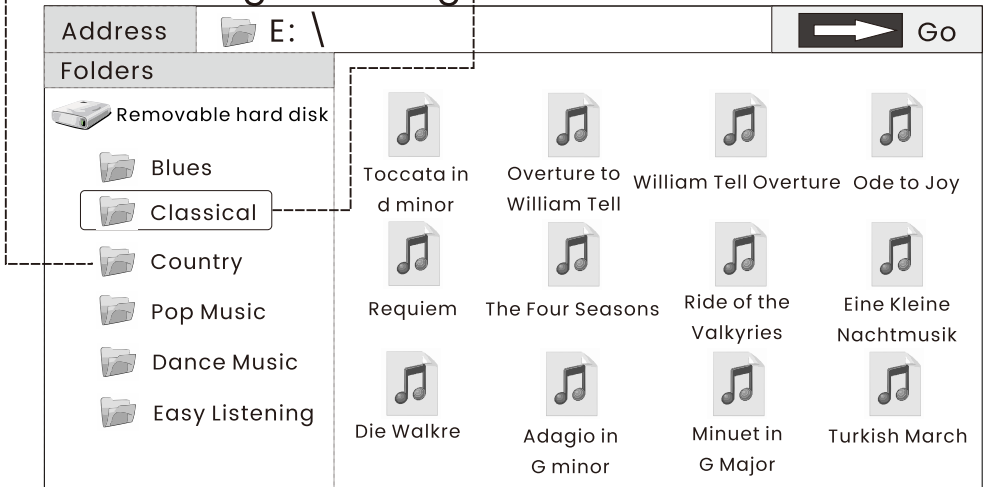 Address
E: \
Go
Folders
Removable hard disk
Blues
Classical
Country
Pop Music
Dance Music
Easy Listening
Toccata in
d minor
Overture to
William Tell
William Tell Overture
Ode to Joy
Requiem
The Four Seasons
Ride of the
Valkyries
Eine Kleine
Nachtmusik
Die Walkre
Adagio in
G minor
Minuet in
G Major
Turkish March